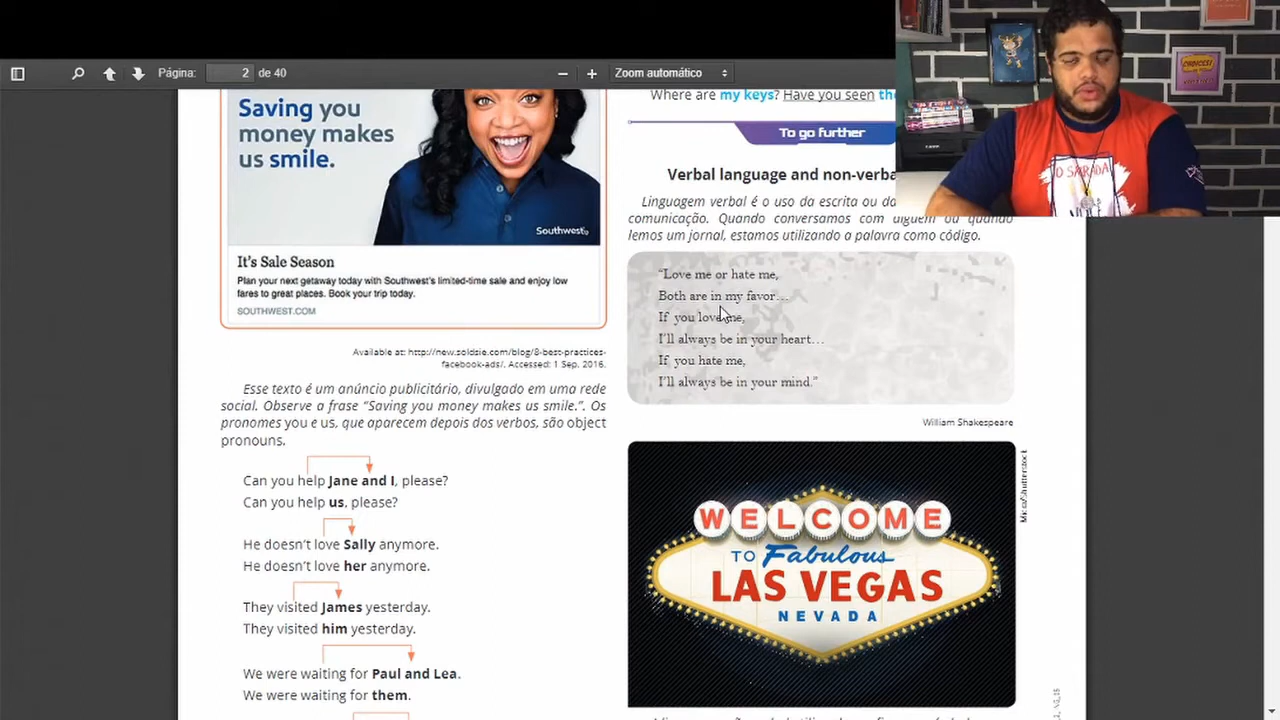 Página:
2
de 40
Zoom automático
Saving you
money makes
us smile.
Southwest
It's Sale Season
Plan your next getaway today with Southwest's limited-time sale and enjoy low
fares to great places. Book your trip today.
SOUTHWEST.COM
Available at: http://new.soldsie.com/blog/8-best-practices-
facebook-ads/. Accessed: 1 Sep. 2016.
Esse texto é um anúncio publicitário, divulgado em uma rede
social. Observe a frase “Saving you money makes us smile.”. Os
pronomes you e us, que aparecem depois dos verbos, são object
pronouns.
Can you help Jane and I, please?
Can you help us, please?
He doesn't love Sally anymore.
He doesn't love her anymore.
They visited James yesterday.
They visited him yesterday.
We were waiting for Paul and Lea.
We were waiting for them.
Where are my keys? Have you seen
To go further
Verbal language and
Linguagem verbal é o uso da escrita ou da
comunicação. Quando conversamos com alguém ou quando
lemos um jornal, estamos utilizando a palavra como código.
“Love me or hate me,
Both are in my favor...
If you love me,
I'll always be in your heart...
If you hate me,
I'll always be in your mind.”
William Shakespeare
WELCOME
TO Fabulous
LAS VEGAS
NEVADA
O SAFADA